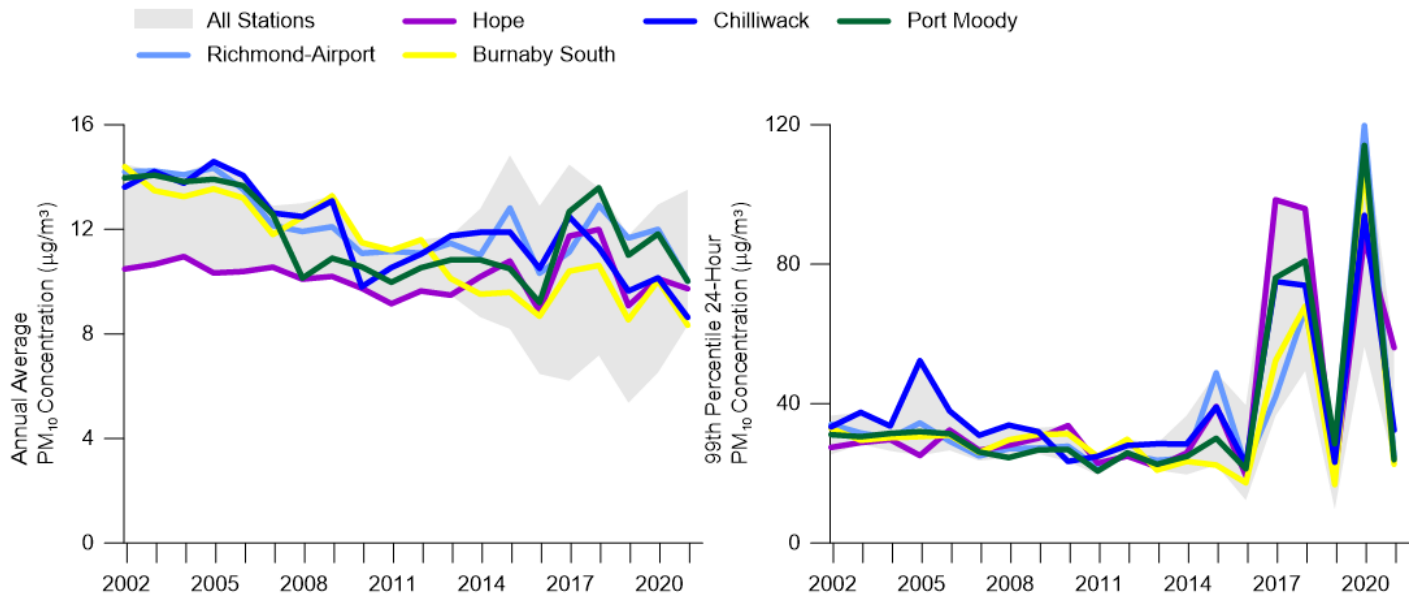 All Stations Hope Chilliwack Port Moody
Richmond-Airport Burnaby South
Annual Average
PM₁₀ Concentration (µg/m³)
16
12
8
4
0
2002 2005 2008 2011 2014 2017 2020
99th Percentile 24-Hour
PM₁₀ Concentration (µg/m³)
120
80
40
0
2002 2005 2008 2011 2014 2017 2020